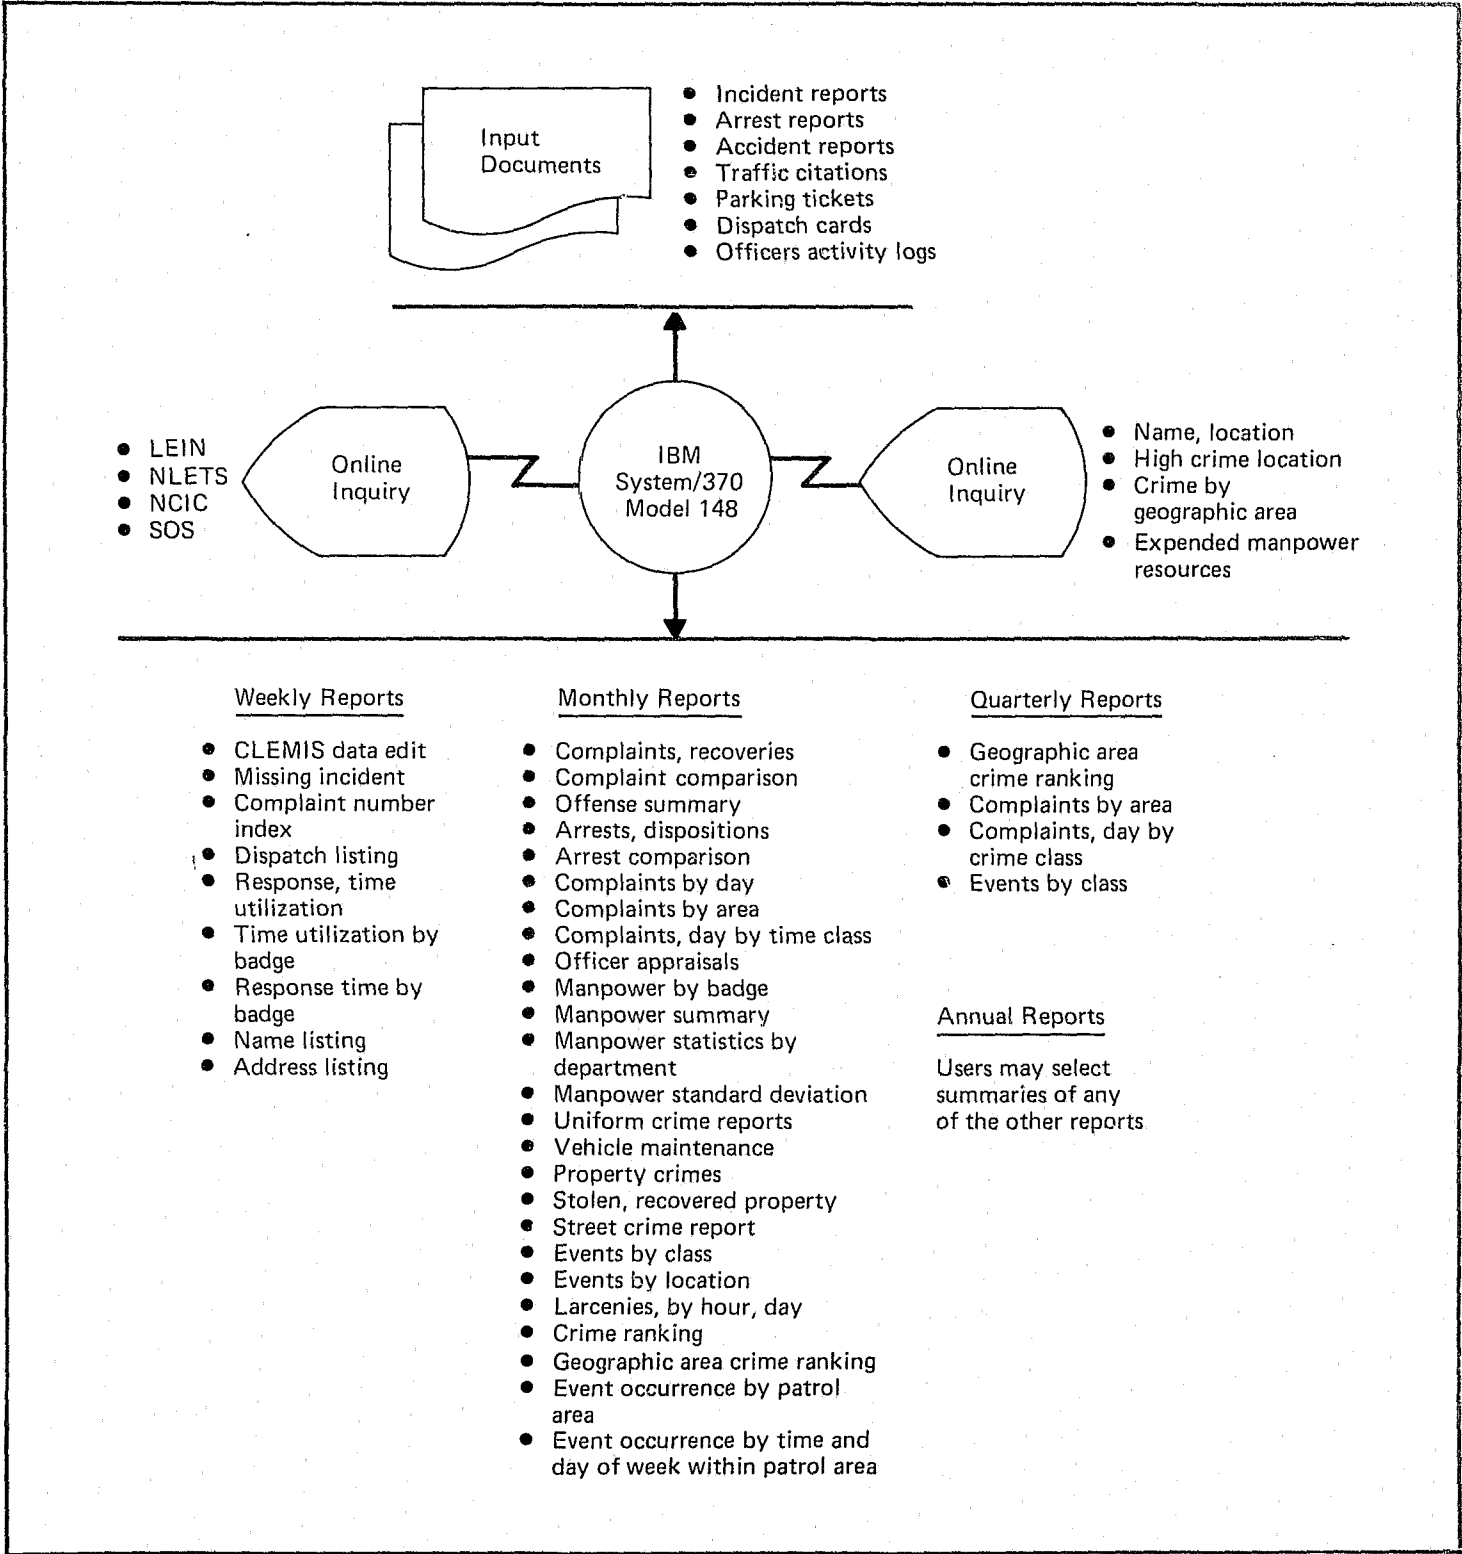 Input
Documents
● Incident reports
● Arrest reports
● Accident reports
● Traffic citations
● Parking tickets
● Dispatch cards
● Officers activity logs
● LEIN
● NLETS
● NCIC
● SOS
Online
Inquiry
IBM
System/370
Model 148
Online
Inquiry
● Name, location
● High crime location
● Crime by
geographic area
● Expended manpower
resources
Weekly Reports
● CLEMIS data edit
● Missing incident
● Complaint number
index
● Dispatch listing
● Response, time
utilization
● Time utilization by
badge
● Response time by
badge
● Name listing
● Address listing
Monthly Reports
● Complaints, recoveries
● Complaint comparison
● Offense summary
● Arrests, dispositions
● Arrest comparison
● Complaints by day
● Complaints by area
● Complaints, day by time class
● Officer appraisals
● Manpower by badge
● Manpower summary
● Manpower statistics by
department
● Manpower standard deviation
● Uniform crime reports
● Vehicle maintenance
● Property crimes
● Stolen, recovered property
● Street crime report
● Events by class
● Events by location
● Larcenies, by hour, day
● Crime ranking
● Geographic area crime ranking
● Event occurrence by patrol
area
● Event occurrence by time and
day of week within patrol area
Quarterly Reports
● Geographic area
crime ranking
● Complaints by area
● Complaints, day by
crime class
● Events by class
Annual Reports
Users may select
summaries of any
of the other reports